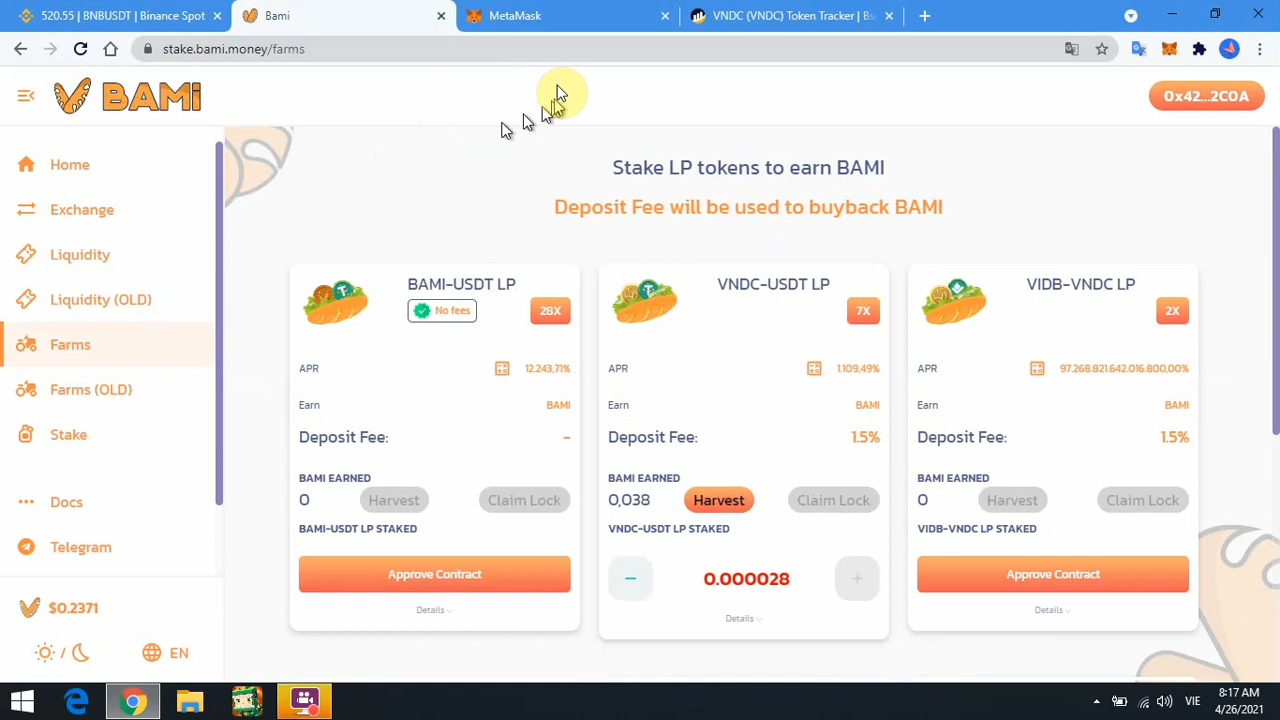 520.55 | BNBUSDT | Binance Spot
Bami
MetaMask
VNDC (VNDC) Token Tracker | Bs
stake.bami.money/farms
BAMI
0x42...2C0A
Home
Exchange
Liquidity
Liquidity (OLD)
Farms
Farms (OLD)
Stake
Docs
Telegram
$0.2371
/
EN
Stake LP tokens to earn BAMI
Deposit Fee will be used to buyback BAMI
BAMI-USDT LP
No fees
28X
APR
12.243,71%
Earn
BAMI
Deposit Fee:
-
BAMI EARNED
0
Harvest
Claim Lock
BAMI-USDT LP STAKED
Approve Contract
Details
VNDC-USDT LP
7X
APR
1.109,49%
Earn
BAMI
Deposit Fee:
1.5%
BAMI EARNED
0,038
Harvest
Claim Lock
VNDC-USDT LP STAKED
−
0.000028
+
Details
VIDB-VNDC LP
2X
APR
97.268.821.642.016.800,00%
Earn
BAMI
Deposit Fee:
1.5%
BAMI EARNED
0
Harvest
Claim Lock
VIDB-VNDC LP STAKED
Approve Contract
Details
VIE
8:17 AM
4/26/2021